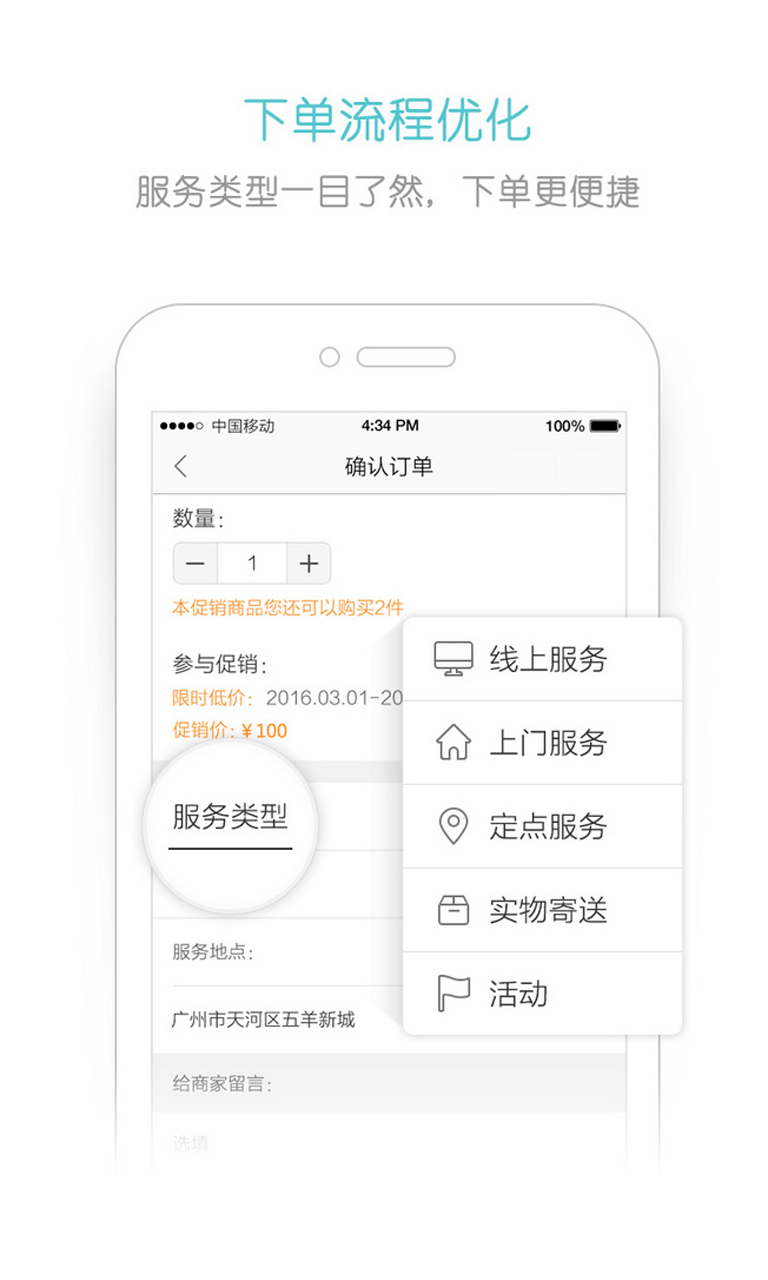 下单流程优化
服务类型一目了然，下单更便捷
中国移动 4:34 PM 100%
确认订单
数量：
1
本促销商品您还可以购买2件
参与促销：
限时低价： 2016.03.01-20
促销价：¥100
服务类型
线上服务
上门服务
定点服务
实物寄送
活动
服务地点：
广州市天河区五羊新城
给商家留言：
选填